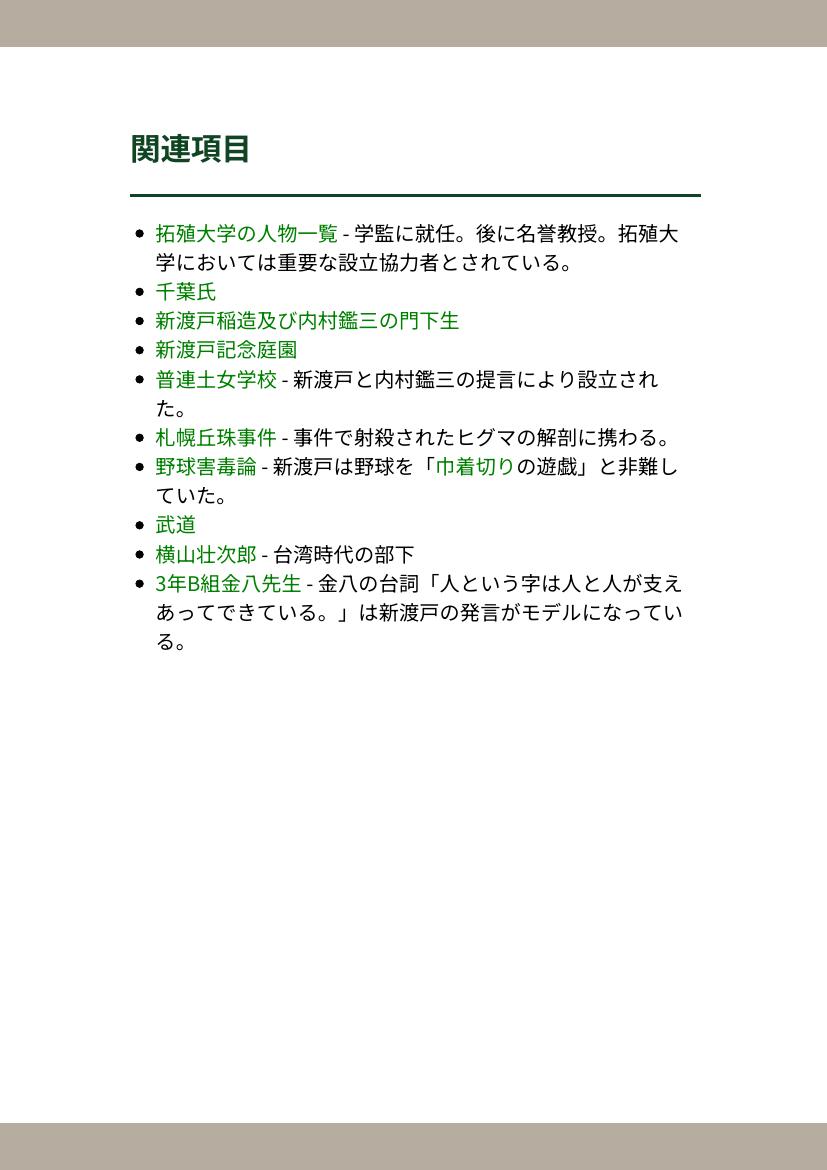 関連項目
拓殖大学の人物一覧 - 学監に就任。後に名誉教授。拓殖大
学においては重要な設立協力者とされている。
千葉氏
新渡戸稲造及び内村鑑三の門下生
新渡戸記念庭園
普連土女学校 - 新渡戸と内村鑑三の提言により設立され
た。
札幌丘珠事件 - 事件で射殺されたヒグマの解剖に携わる。
野球害毒論 - 新渡戸は野球を「巾着切りの遊戯」と非難し
ていた。
武道
横山壮次郎 - 台湾時代の部下
3年B組金八先生 - 金八の台詞「人という字は人と人が支え
あってできている。」は新渡戸の発言がモデルになってい
る。